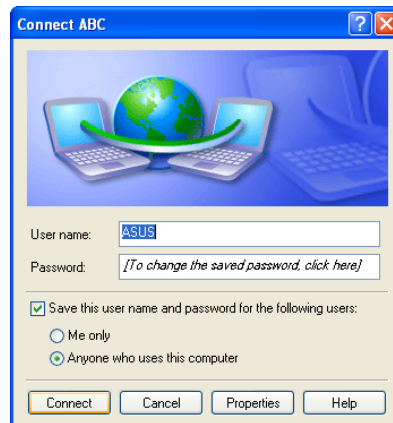 Connect ABC
User name: ASUS
Password: [To change the saved password, click here]
Save this user name and password for the following users:
Me only
Anyone who uses this computer
Connect Cancel Properties Help